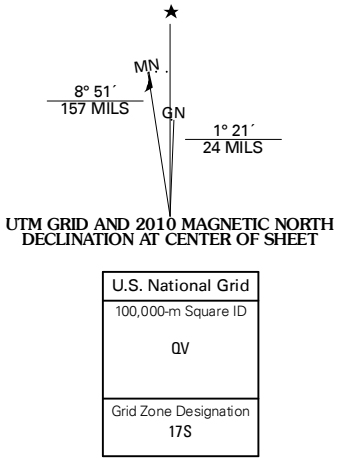 MN
8° 51´
157 MILS
GN
1° 21´
24 MILS
UTM GRID AND 2010 MAGNETIC NORTH
DECLINATION AT CENTER OF SHEET
U.S. National Grid
100,000-m Square ID
QV
Grid Zone Designation
17S